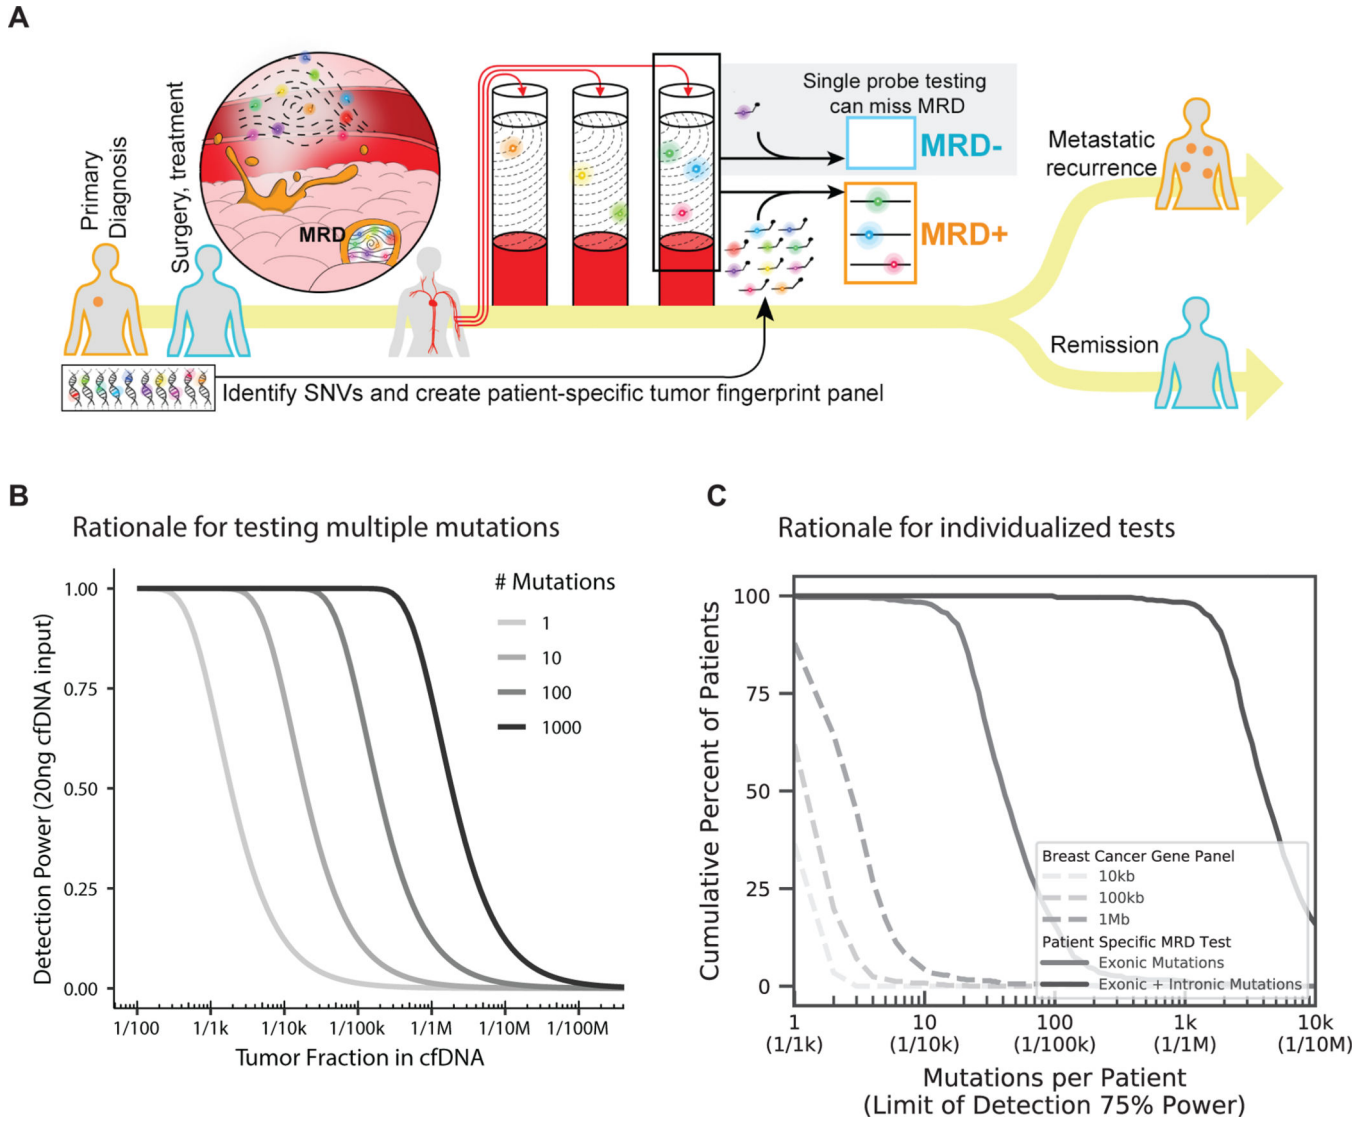 A
Primary
Diagnosis
Surgery, treatment
MRD
Single probe testing
can miss MRD
MRD-
MRD+
Metastatic
recurrence
Remission
Identify SNVs and create patient-specific tumor fingerprint panel
B
Rationale for testing multiple mutations
Detection Power (20ng cfDNA input)
1.00
0.75
0.50
0.25
0.00
# Mutations
1
10
100
1000
1/100 1/1k 1/10k 1/100k 1/1M 1/10M 1/100M
Tumor Fraction in cfDNA
C
Rationale for individualized tests
Cumulative Percent of Patients
100
75
50
25
0
Breast Cancer Gene Panel
10kb
100kb
1Mb
Patient Specific MRD Test
Exonic Mutations
Exonic + Intronic Mutations
1 10 100 1k 10k
(1/1k) (1/10k) (1/100k) (1/1M) (1/10M)
Mutations per Patient
(Limit of Detection 75% Power)